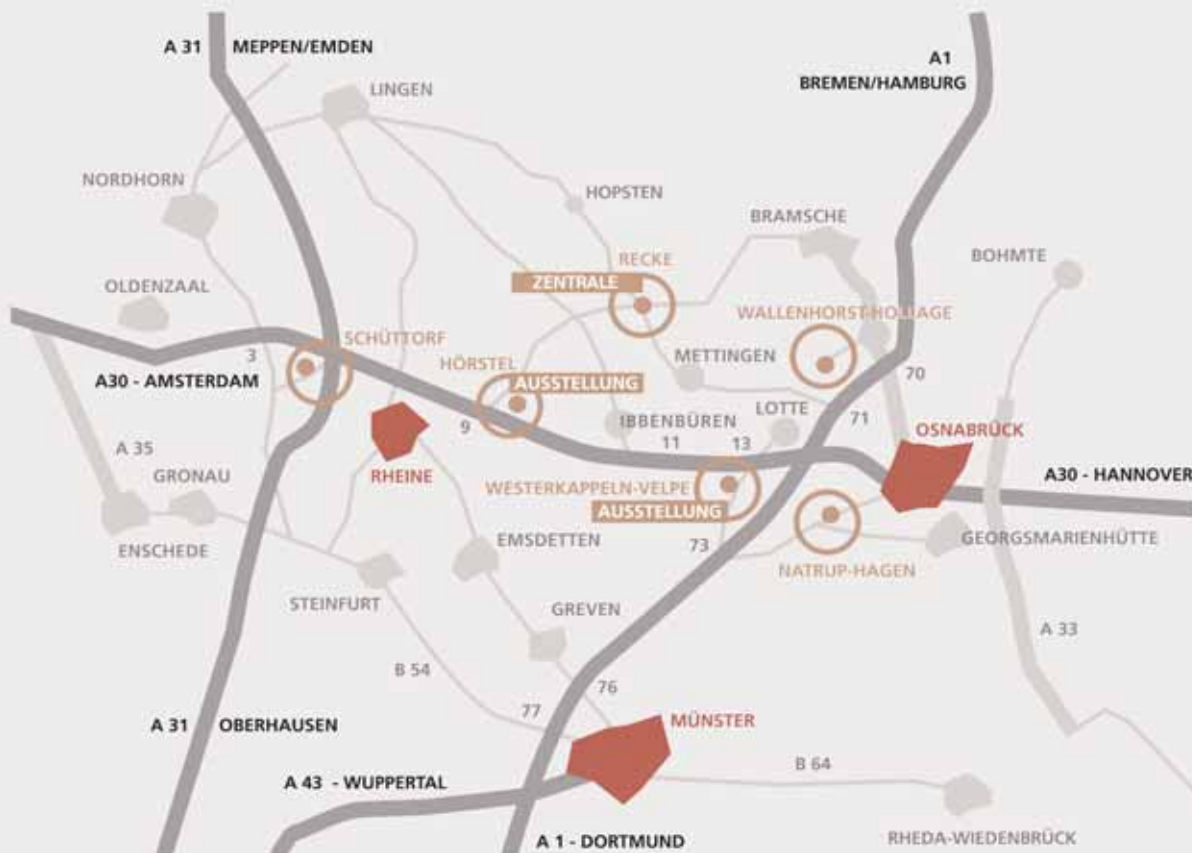 A 31 MEPPEN/EMDEN
A1
BREMEN/HAMBURG
LINGEN
NORDHORN
HOPSTEN
BRAMSCHE
BOHMTE
RECKE
ZENTRALE
OLDENZAAL
WALLENHORST-HOLLAGE
SCHÜTTORF
3
HÖRSTEL
METTINGEN
A30 - AMSTERDAM
AUSSTELLUNG
70
LOTTE
71
9
IBBENBÜREN
11
13
OSNABRÜCK
A 35
GRONAU
RHEINE
WESTERKAPPELN-VELPE
AUSSTELLUNG
A30 - HANNOVER
ENSCHEDE
EMSDETTEN
73
GEORGSMARIENHÜTTE
NATRUP-HAGEN
STEINFURT
GREVEN
A 33
B 54
76
77
MÜNSTER
A 31 OBERHAUSEN
B 64
A 43 - WUPPERTAL
A 1 - DORTMUND
RHEDA-WIEDENBRÜCK